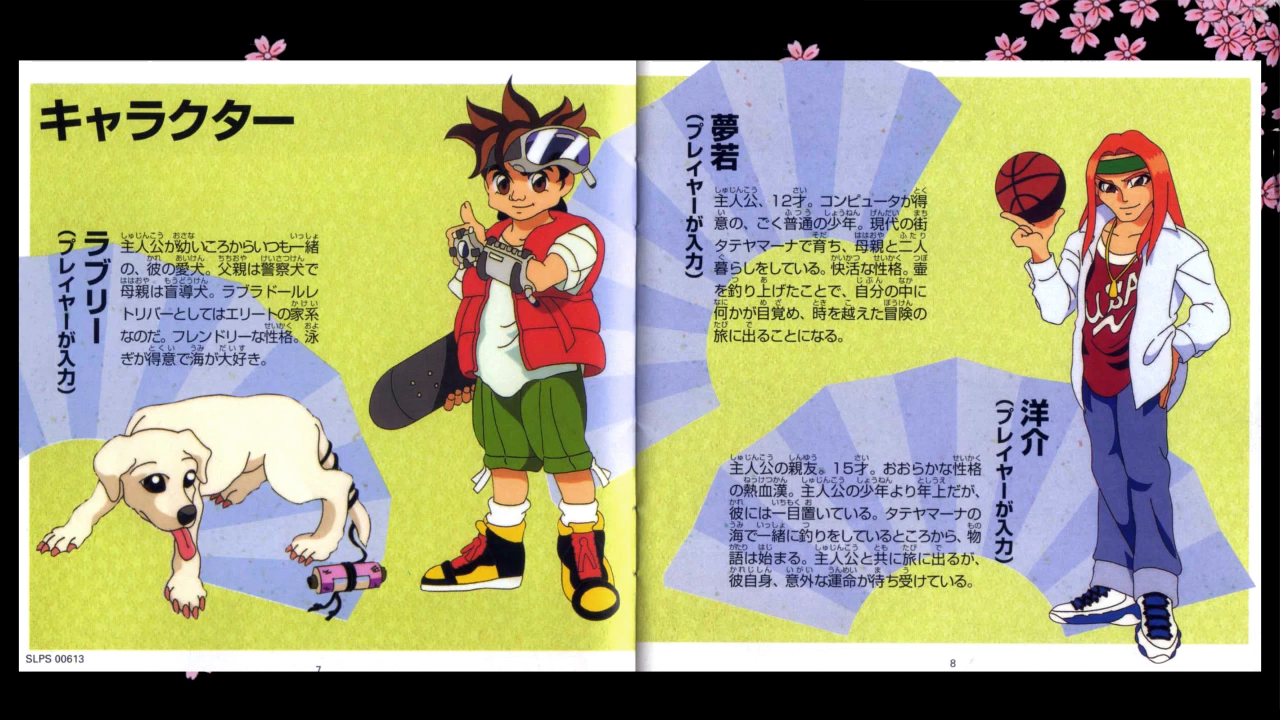 キャラクター
ラブリー
(プレイヤーが入力)
主人公が幼いころからいつも一緒
の、彼の愛犬。父親は警察犬で
母親は盲導犬。ラブラドールレ
トリバーとしてはエリートの家系
なのだ。フレンドリーな性格。泳
ぎが得意で海が大好き。
SLPS 00613
7
夢若
(プレイヤーが入力)
主人公、12才。コンピュータが得
意の、ごく普通の少年。現代の街
タテヤマーナで育ち、母親と二人
暮らしをしている。快活な性格。壷
を釣り上げたことで、自分の中に
何かが目覚め、時を越えた冒険の
旅に出ることになる。
USA
洋介
(プレイヤーが入力)
主人公の親友。15才。おおらかな性格
の熱血漢。主人公の少年より年上だが、
彼には一目置いている。タテヤマーナの
海で一緒に釣りをしているところから、物
語は始まる。主人公と共に旅に出るが、
彼自身、意外な運命が待ち受けている。
8